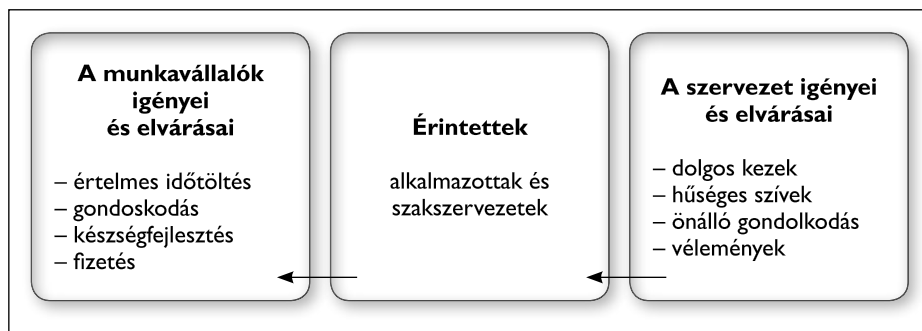 A munkavállalók
igényei
és elvárásai
– értelmes időtöltés
– gondoskodás
– készségfejlesztés
– fizetés
Érintettek
alkalmazottak és
szakszervezetek
A szervezet igényei
és elvárásai
– dolgos kezek
– hűséges szívek
– önálló gondolkodás
– vélemények